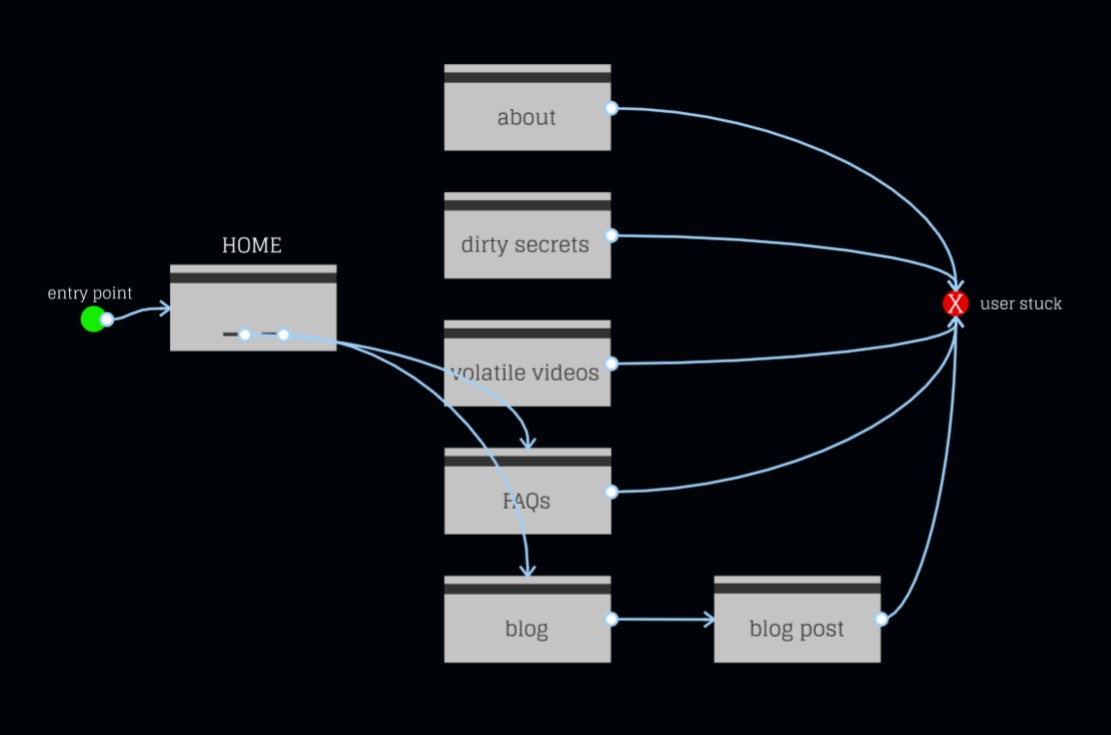 about
dirty secrets
HOME
entry point
X
user stuck
volatile videos
FAQs
blog
blog post